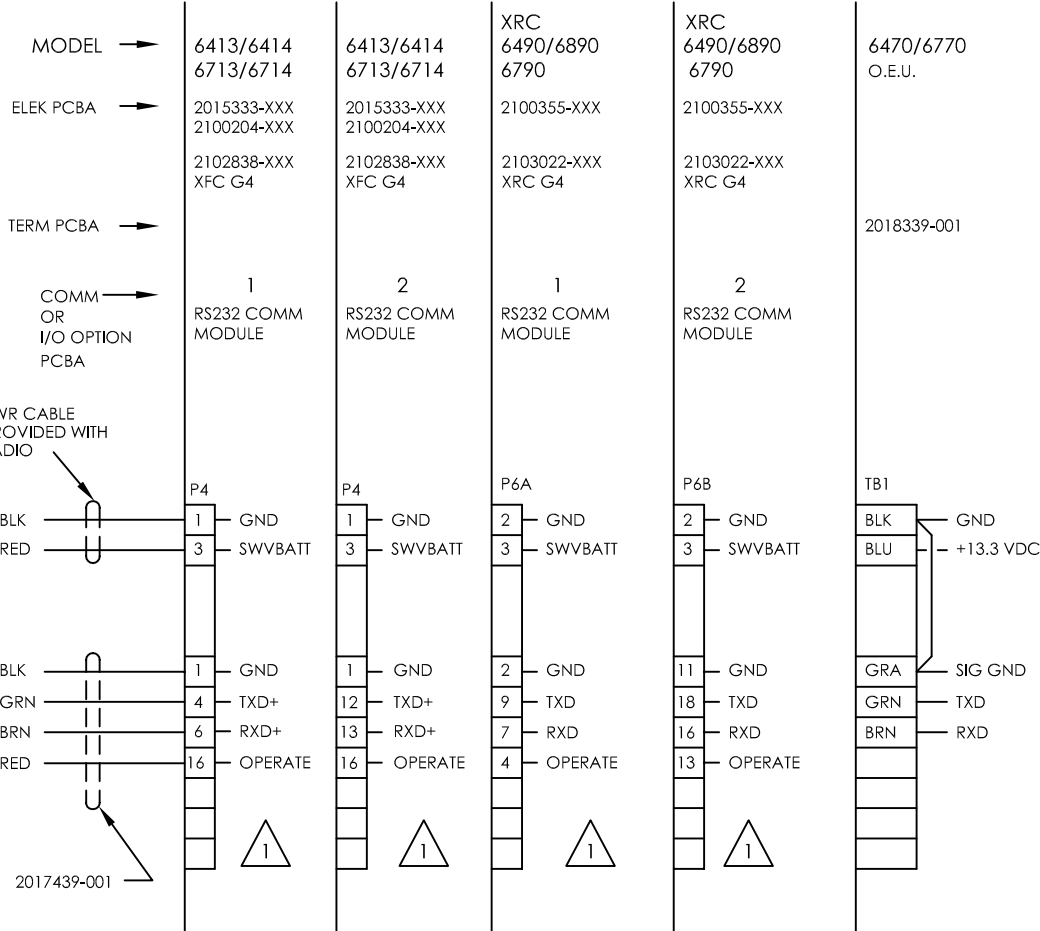 MODEL
6413/6414
6713/6714
6413/6414
6713/6714
XRC
6490/6890
6790
XRC
6490/6890
6790
6470/6770
O.E.U.
ELEK PCBA
2015333-XXX
2100204-XXX
2102838-XXX
XFC G4
2015333-XXX
2100204-XXX
2102838-XXX
XFC G4
2100355-XXX
2103022-XXX
XRC G4
2100355-XXX
2103022-XXX
XRC G4
TERM PCBA
2018339-001
COMM
OR
I/O OPTION
PCBA
1
RS232 COMM
MODULE
2
RS232 COMM
MODULE
1
RS232 COMM
MODULE
2
RS232 COMM
MODULE
WR CABLE
ROVIDED WITH
ADIO
BLK
RED
BLK
GRN
BRN
RED
2017439-001
P4
1 GND
3 SWVBATT
1 GND
4 TXD+
6 RXD+
16 OPERATE
1
P4
1 GND
3 SWVBATT
1 GND
12 TXD+
13 RXD+
16 OPERATE
1
P6A
2 GND
3 SWVBATT
2 GND
9 TXD
7 RXD
4 OPERATE
1
P6B
2 GND
3 SWVBATT
11 GND
18 TXD
16 RXD
13 OPERATE
1
TB1
BLK GND
BLU +13.3 VDC
GRA SIG GND
GRN TXD
BRN RXD